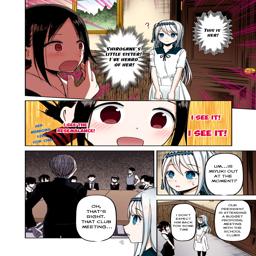 THIS IS
HER!
?
SHIROGANE'S
LITTLE SISTER!
I'VE HEARD
OF HER!
I SEE IT!
I SEE IT!
I SEE THE
RESEMBLANCE!
UM...IS
MIYUKI OUT
AT THE
MOMENT?
OH,
THAT'S
RIGHT.
THAT CLUB
MEETING...
OUR
PRESIDENT
IS ATTENDING
A BUDGET
PROPOSAL
MEETING
WITH THE
SCHOOL CLUBS.
I DON'T
EXPECT HIM
BACK FOR
SOME TIME.